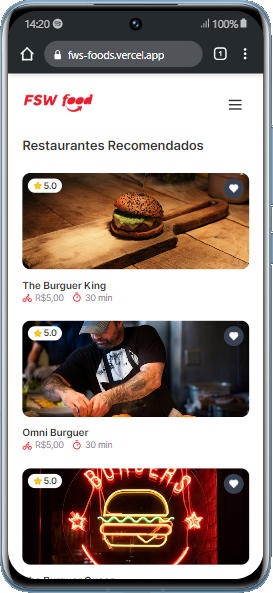 14:20
100%
fws-foods.vercel.app
1
FSW food
Restaurantes Recomendados
5.0
The Burguer King
R$5,00 30 min
5.0
Omni Burguer
R$5,00 30 min
5.0
BURGERS